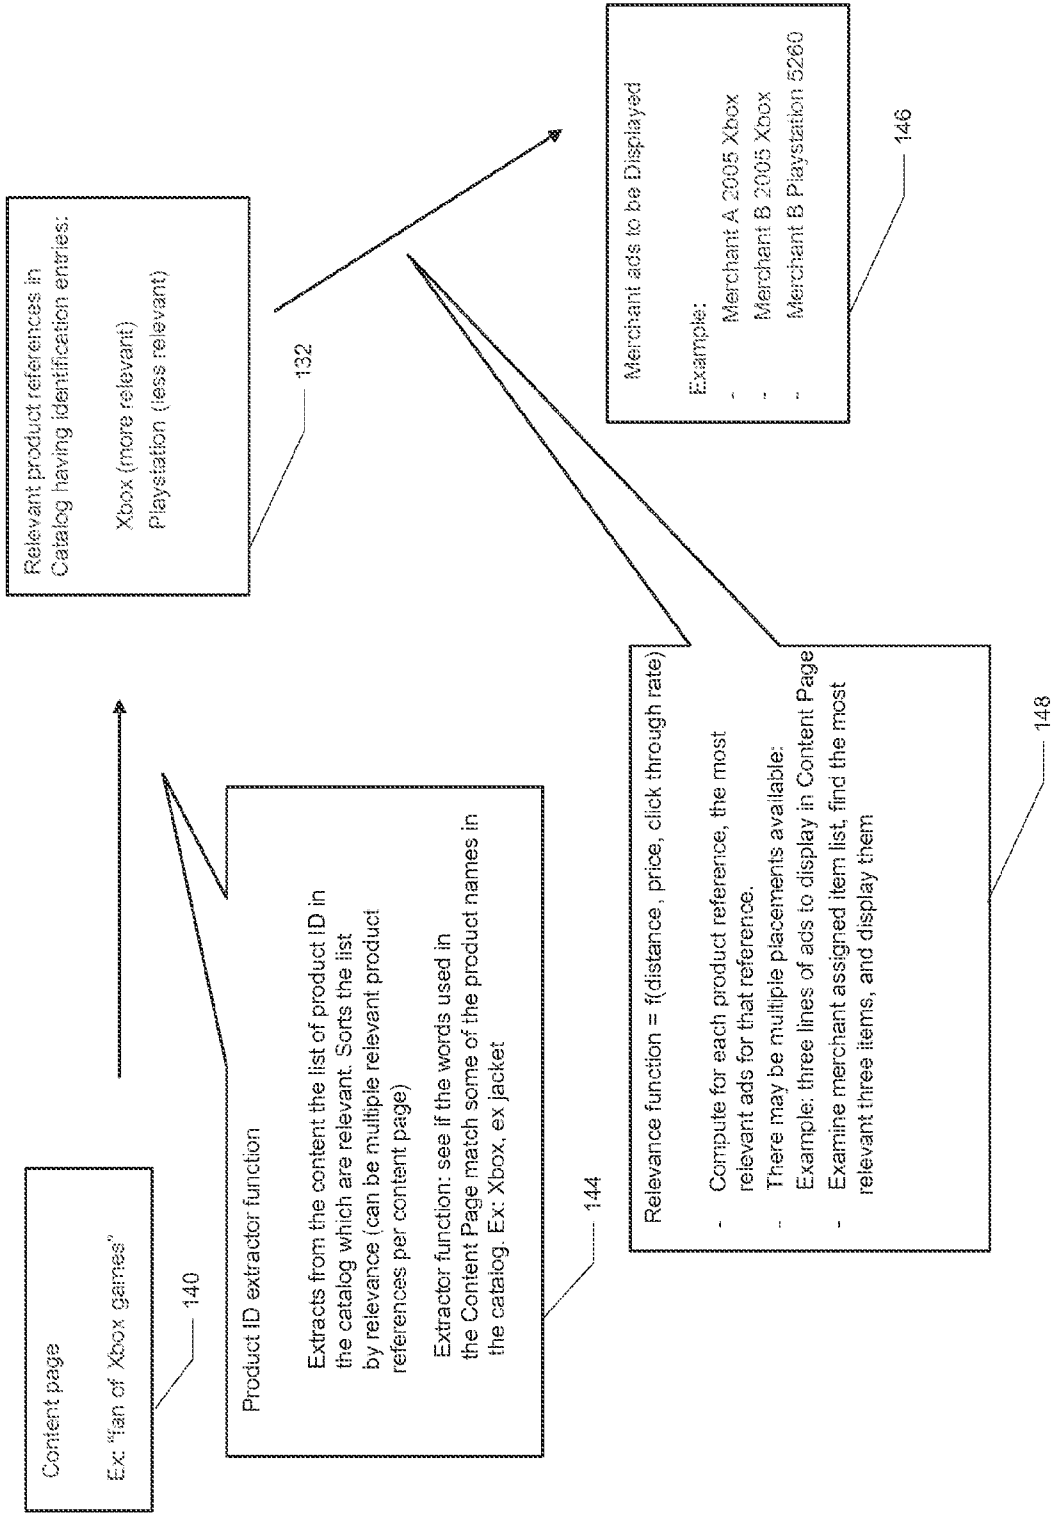 Content page
Ex: "fan of Xbox games"
140
Product ID extractor function
Extracts from the content the list of product ID in
the catalog which are relevant. Sorts the list
by relevance (can be multiple relevant product
references per content page)
Extractor function: see if the words used in
the Content Page match some of the product names in
the catalog. Ex: Xbox, ex jacket
144
Relevant product references in
Catalog having identification entries:
Xbox (more relevant)
Playstation (less relevant)
132
Relevance function = f(distance, price, click through rate)
- Compute for each product reference, the most
relevant ads for that reference.
- There may be multiple placements available:
Example: three lines of ads to display in Content Page
- Examine merchant assigned item list, find the most
relevant three items, and display them
148
Merchant ads to be Displayed
Example:
- Merchant A 2005 Xbox
- Merchant B 2005 Xbox
- Merchant B Playstation 5260
146